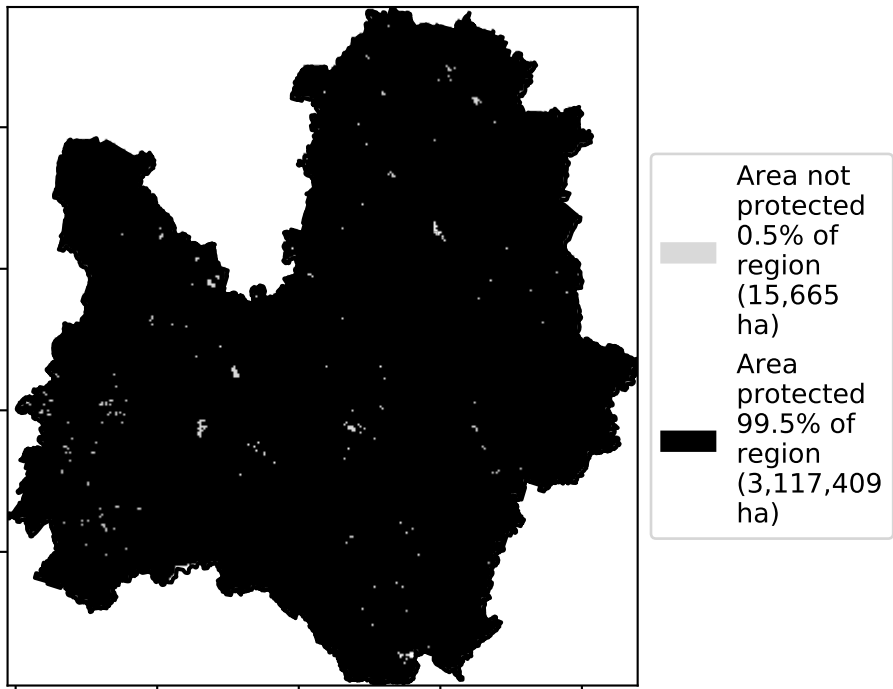 Area not
protected
0.5% of
region
(15,665
ha)
Area
protected
99.5% of
region
(3,117,409
ha)